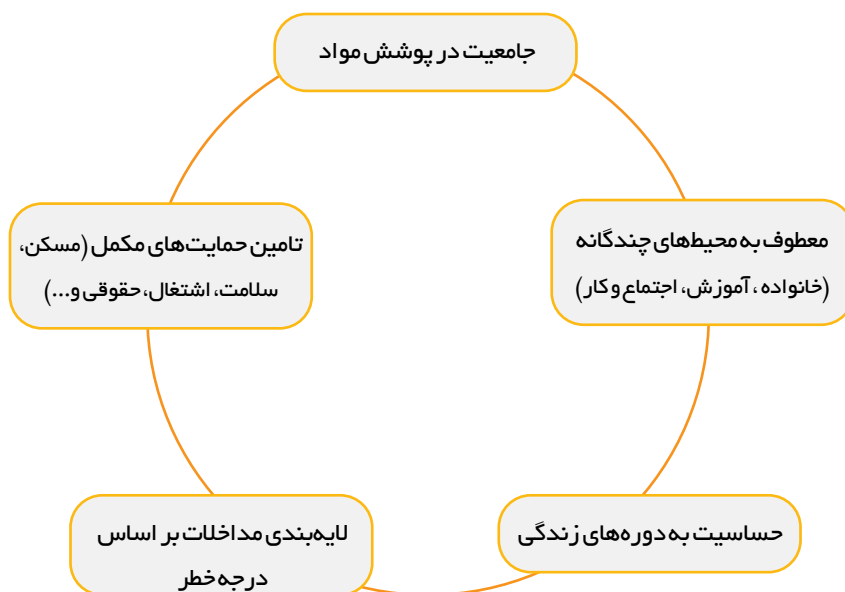 جامعیت در پوشش مواد
معطوف به محیط‌های چندگانه
(خانواده، آموزش، اجتماع و کار)
حساسیت به دوره‌های زندگی
لایه‌بندی مداخلات بر اساس
درجه خطر
تامین حمایت‌های مکمل (مسکن،
سلامت، اشتغال، حقوقی و...)